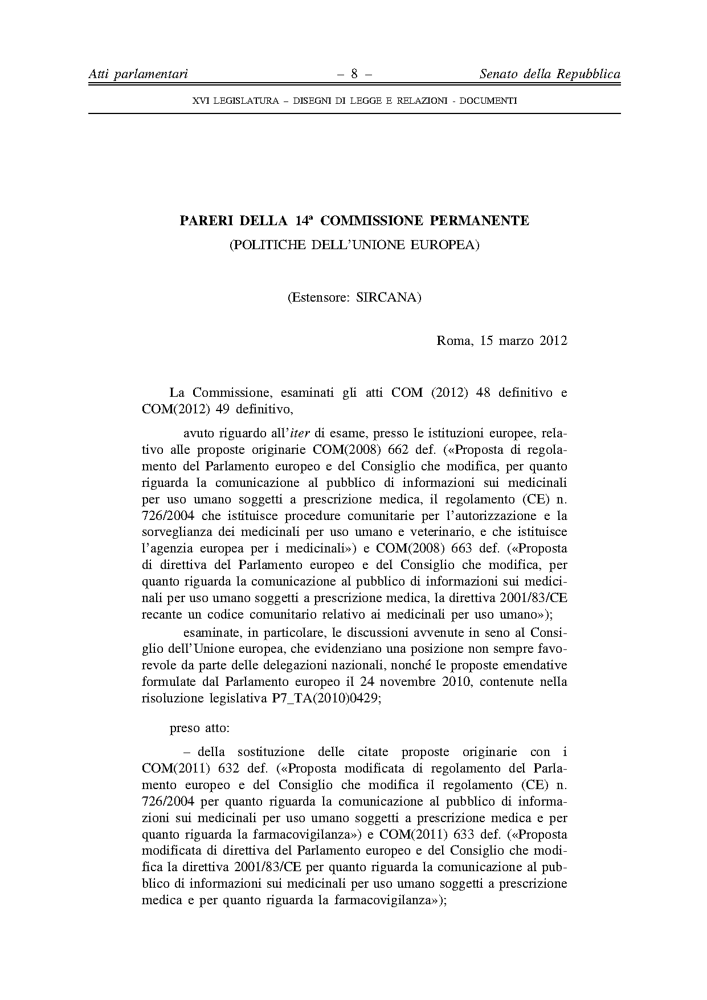 Atti parlamentari – 8 – Senato della Repubblica
XVI LEGISLATURA – DISEGNI DI LEGGE E RELAZIONI - DOCUMENTI
PARERI DELLA 14ª COMMISSIONE PERMANENTE
(POLITICHE DELL’UNIONE EUROPEA)
(Estensore: SIRCANA)
Roma, 15 marzo 2012
La Commissione, esaminati gli atti COM (2012) 48 definitivo e
COM(2012) 49 definitivo,
avuto riguardo all’iter di esame, presso le istituzioni europee, rela-
tivo alle proposte originarie COM(2008) 662 def. («Proposta di regola-
mento del Parlamento europeo e del Consiglio che modifica, per quanto
riguarda la comunicazione al pubblico di informazioni sui medicinali
per uso umano soggetti a prescrizione medica, il regolamento (CE) n.
726/2004 che istituisce procedure comunitarie per l’autorizzazione e la
sorveglianza dei medicinali per uso umano e veterinario, e che istituisce
l’agenzia europea per i medicinali») e COM(2008) 663 def. («Proposta
di direttiva del Parlamento europeo e del Consiglio che modifica, per
quanto riguarda la comunicazione al pubblico di informazioni sui medici-
nali per uso umano soggetti a prescrizione medica, la direttiva 2001/83/CE
recante un codice comunitario relativo ai medicinali per uso umano»);
esaminate, in particolare, le discussioni avvenute in seno al Consi-
glio dell’Unione europea, che evidenziano una posizione non sempre favo-
revole da parte delle delegazioni nazionali, nonché le proposte emendative
formulate dal Parlamento europeo il 24 novembre 2010, contenute nella
risoluzione legislativa P7_TA(2010)0429;
preso atto:
– della sostituzione delle citate proposte originarie con i
COM(2011) 632 def. («Proposta modificata di regolamento del Parla-
mento europeo e del Consiglio che modifica il regolamento (CE) n.
726/2004 per quanto riguarda la comunicazione al pubblico di informa-
zioni sui medicinali per uso umano soggetti a prescrizione medica e per
quanto riguarda la farmacovigilanza») e COM(2011) 633 def. («Proposta
modificata di direttiva del Parlamento europeo e del Consiglio che modi-
fica la direttiva 2001/83/CE per quanto riguarda la comunicazione al pub-
blico di informazioni sui medicinali per uso umano soggetti a prescrizione
medica e per quanto riguarda la farmacovigilanza»);